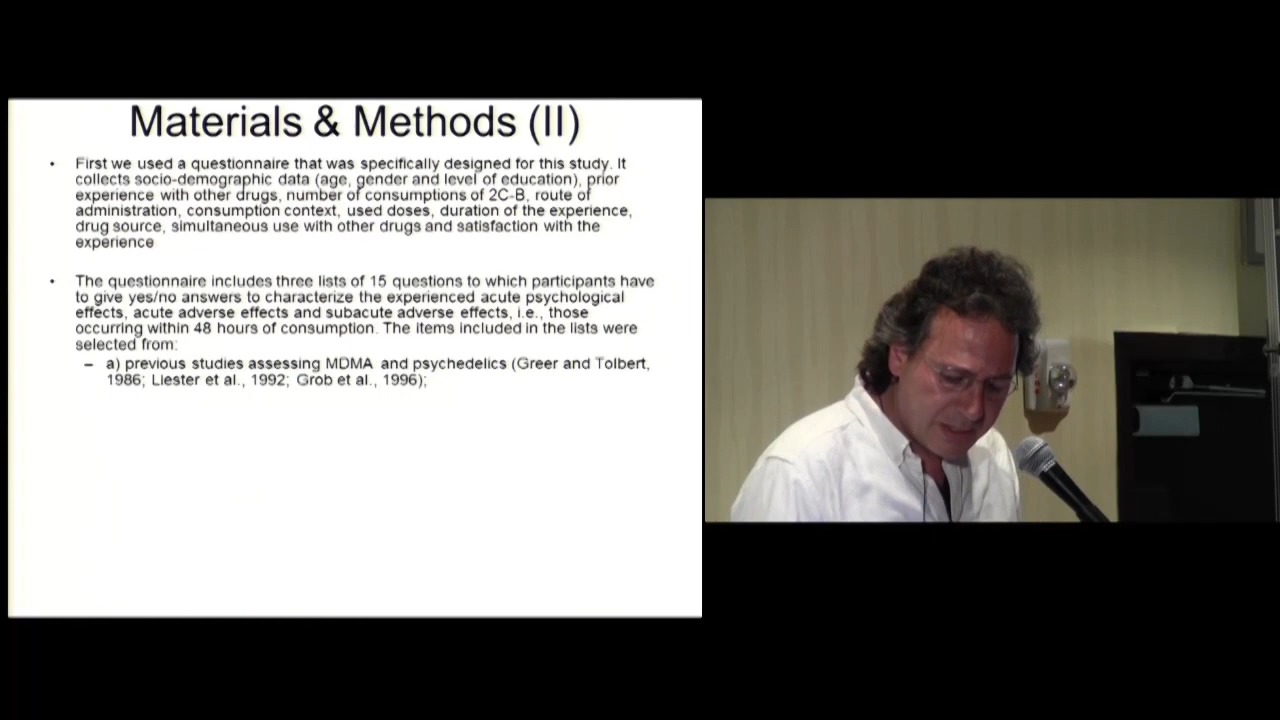 Materials & Methods (II)
• First we used a questionnaire that was specifically designed for this study. It
collects socio-demographic data (age, gender and level of education), prior
experience with other drugs, number of consumptions of 2C-B, route of
administration, consumption context, used doses, duration of the experience,
drug source, simultaneous use with other drugs and satisfaction with the
experience
• The questionnaire includes three lists of 15 questions to which participants have
to give yes/no answers to characterize the experienced acute psychological
effects, acute adverse effects and subacute adverse effects, i.e., those
occurring within 48 hours of consumption. The items included in the lists were
selected from:
– a) previous studies assessing MDMA and psychedelics (Greer and Tolbert,
1986; Liester et al., 1992; Grob et al., 1996);